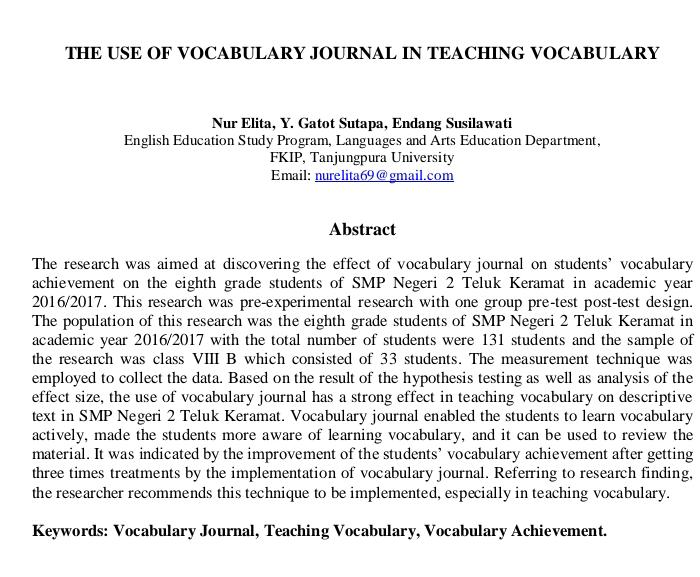 THE USE OF VOCABULARY JOURNAL IN TEACHING VOCABULARY
Nur Elita, Y. Gatot Sutapa, Endang Susilawati
English Education Study Program, Languages and Arts Education Department,
FKIP, Tanjungpura University
Email: nurelita69@gmail.com
Abstract
The research was aimed at discovering the effect of vocabulary journal on students' vocabulary
achievement on the eighth grade students of SMP Negeri 2 Teluk Keramat in academic year
2016/2017. This research was pre-experimental research with one group pre-test post-test design.
The population of this research was the eighth grade students of SMP Negeri 2 Teluk Keramat in
academic year 2016/2017 with the total number of students were 131 students and the sample of
the research was class VIII B which consisted of 33 students. The measurement technique was
employed to collect the data. Based on the result of the hypothesis testing as well as analysis of the
effect size, the use of vocabulary journal has a strong effect in teaching vocabulary on descriptive
text in SMP Negeri 2 Teluk Keramat. Vocabulary journal enabled the students to learn vocabulary
actively, made the students more aware of learning vocabulary, and it can be used to review the
material. It was indicated by the improvement of the students' vocabulary achievement after getting
three times treatments by the implementation of vocabulary journal. Referring to research finding,
the researcher recommends this technique to be implemented, especially in teaching vocabulary.
Keywords: Vocabulary Journal, Teaching Vocabulary, Vocabulary Achievement.